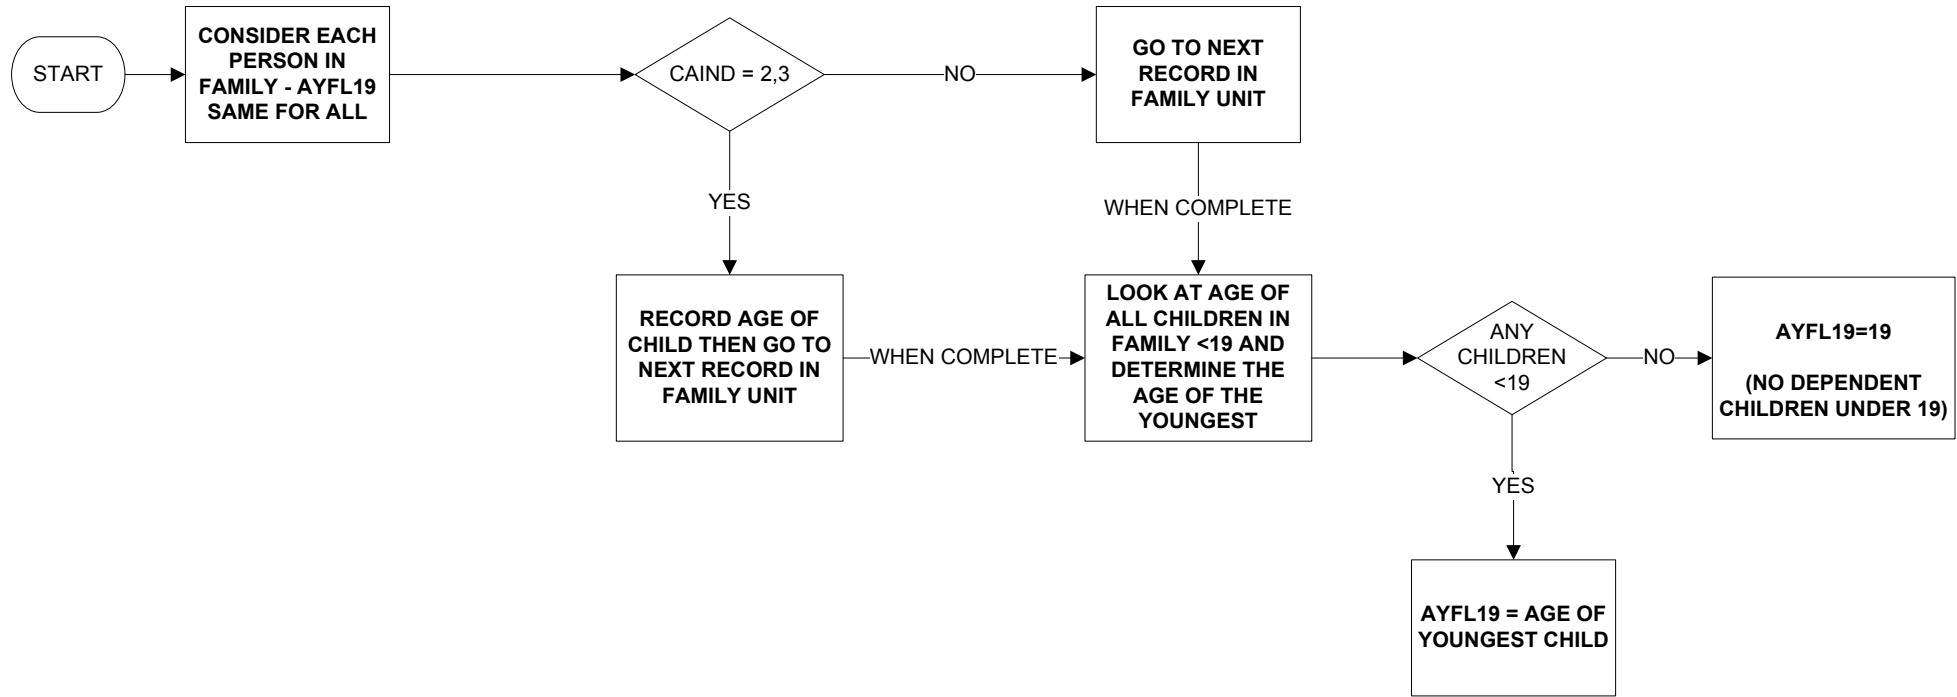 START
CONSIDER EACH
PERSON IN
FAMILY - AYFL19
SAME FOR ALL
CAIND = 2,3
NO
GO TO NEXT
RECORD IN
FAMILY UNIT
YES
WHEN COMPLETE
RECORD AGE OF
CHILD THEN GO TO
NEXT RECORD IN
FAMILY UNIT
WHEN COMPLETE
LOOK AT AGE OF
ALL CHILDREN IN
FAMILY <19 AND
DETERMINE THE
AGE OF THE
YOUNGEST
ANY
CHILDREN
<19
NO
AYFL19=19
(NO DEPENDENT
CHILDREN UNDER 19)
YES
AYFL19 = AGE OF
YOUNGEST CHILD